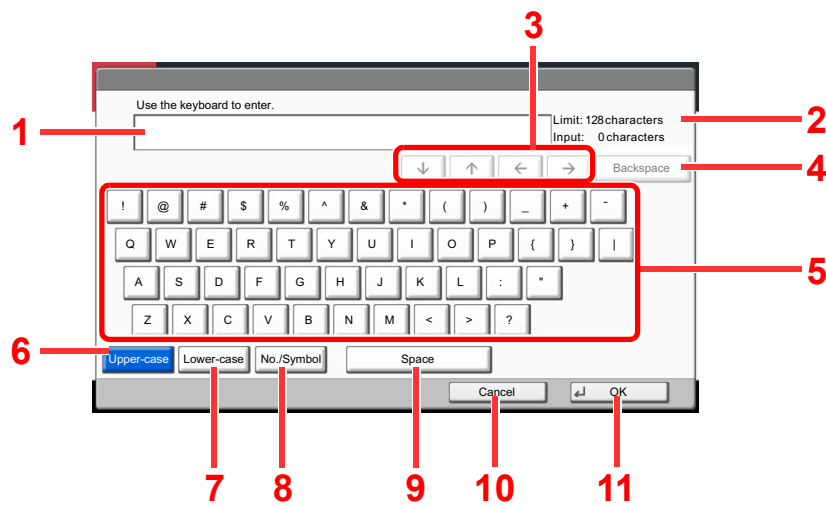 3
Use the keyboard to enter.
1
Limit: 128 characters
2
Input: 0 characters
↓ ↑ ← → Backspace
4
! @ # $ % ^ & * ( ) _ + ~
Q W E R T Y U I O P { } |
5
A S D F G H J K L : "
Z X C V B N M < > ?
6
Upper-case Lower-case No./Symbol Space
Cancel ↵ OK
7 8 9 10 11